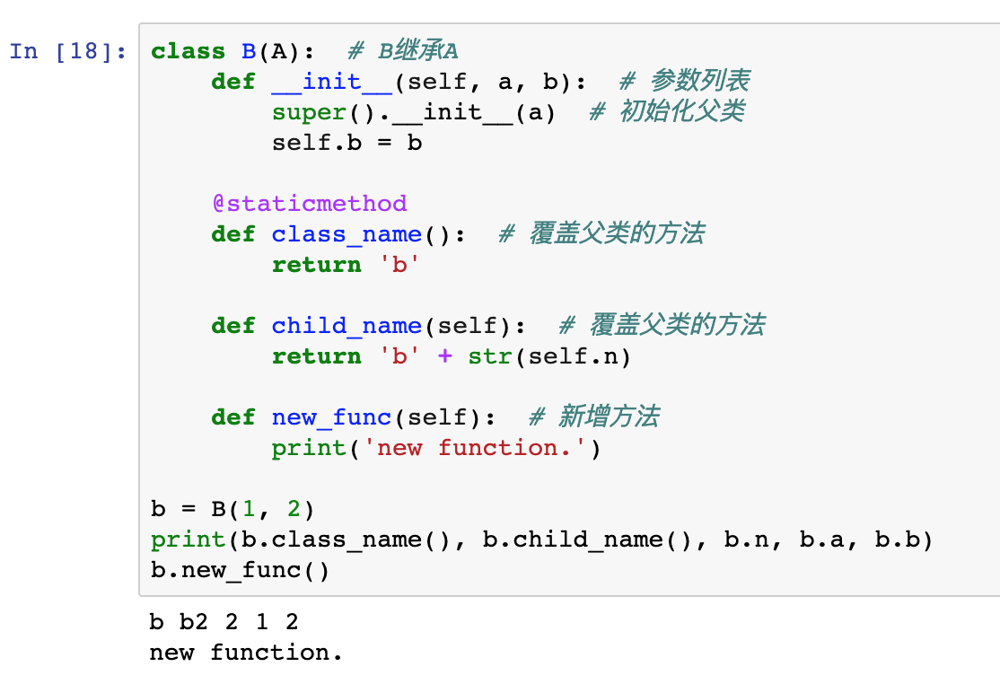 In [18]: class B(A):  # B继承A
    def __init__(self, a, b):  # 参数列表
        super().__init__(a)  # 初始化父类
        self.b = b

    @staticmethod
    def class_name():  # 覆盖父类的方法
        return 'b'

    def child_name(self):  # 覆盖父类的方法
        return 'b' + str(self.n)

    def new_func(self):  # 新增方法
        print('new function.')

b = B(1, 2)
print(b.class_name(), b.child_name(), b.n, b.a, b.b)
b.new_func()
b b2 2 1 2
new function.